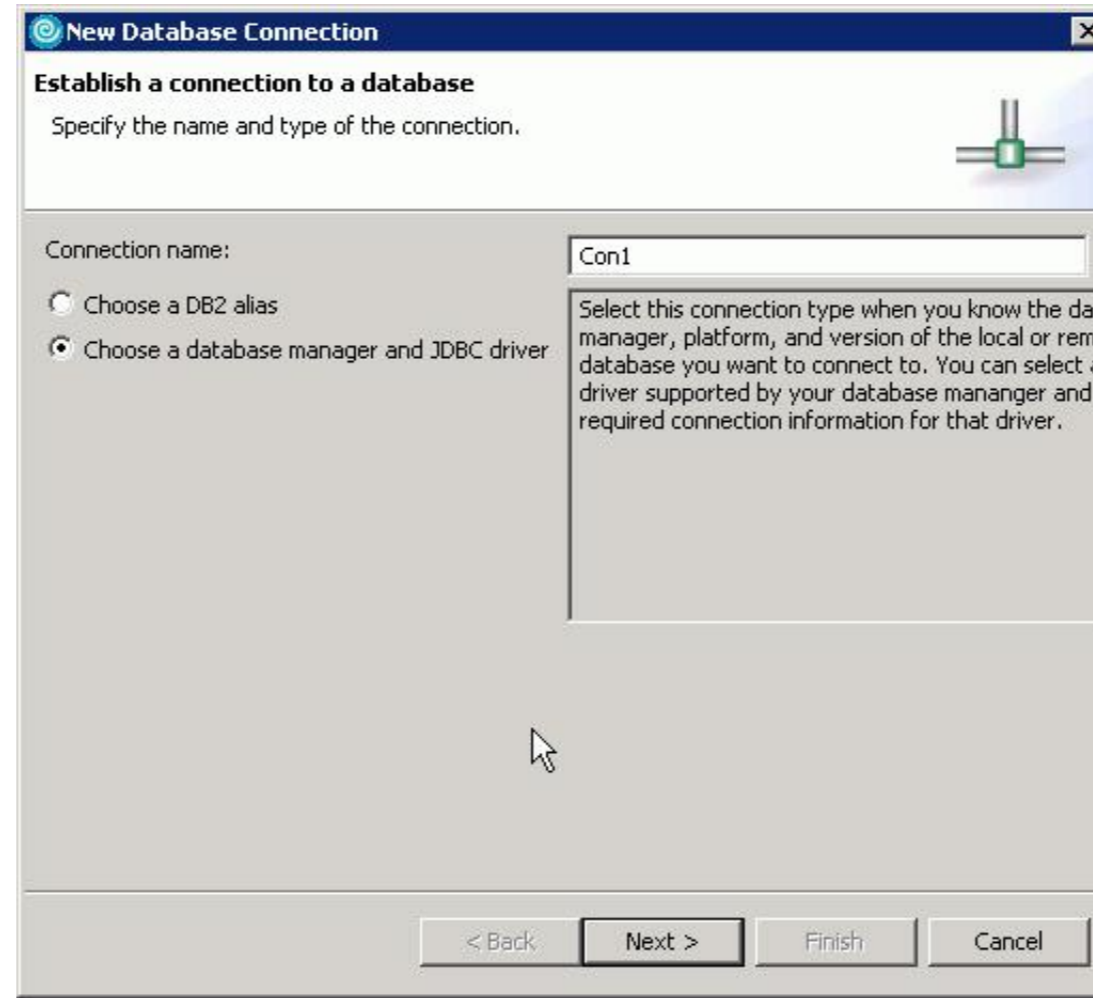 New Database Connection
Establish a connection to a database
Specify the name and type of the connection.
Connection name:
Con1
Choose a DB2 alias
Choose a database manager and JDBC driver
Select this connection type when you know the da
manager, platform, and version of the local or rem
database you want to connect to. You can select a
driver supported by your database mananger and
required connection information for that driver.
< Back
Next >
Finish
Cancel